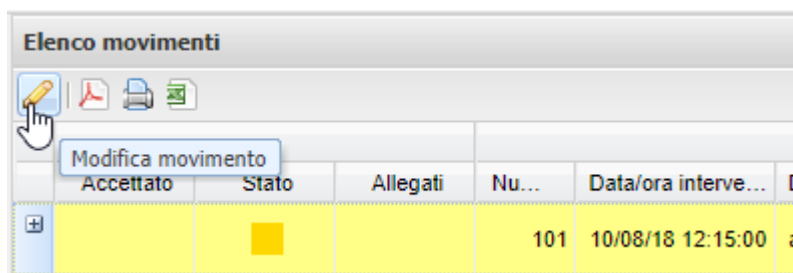 Elenco movimenti
Modifica movimento
Accettato Stato Allegati Nu... Data/ora interve...
101 10/08/18 12:15:00